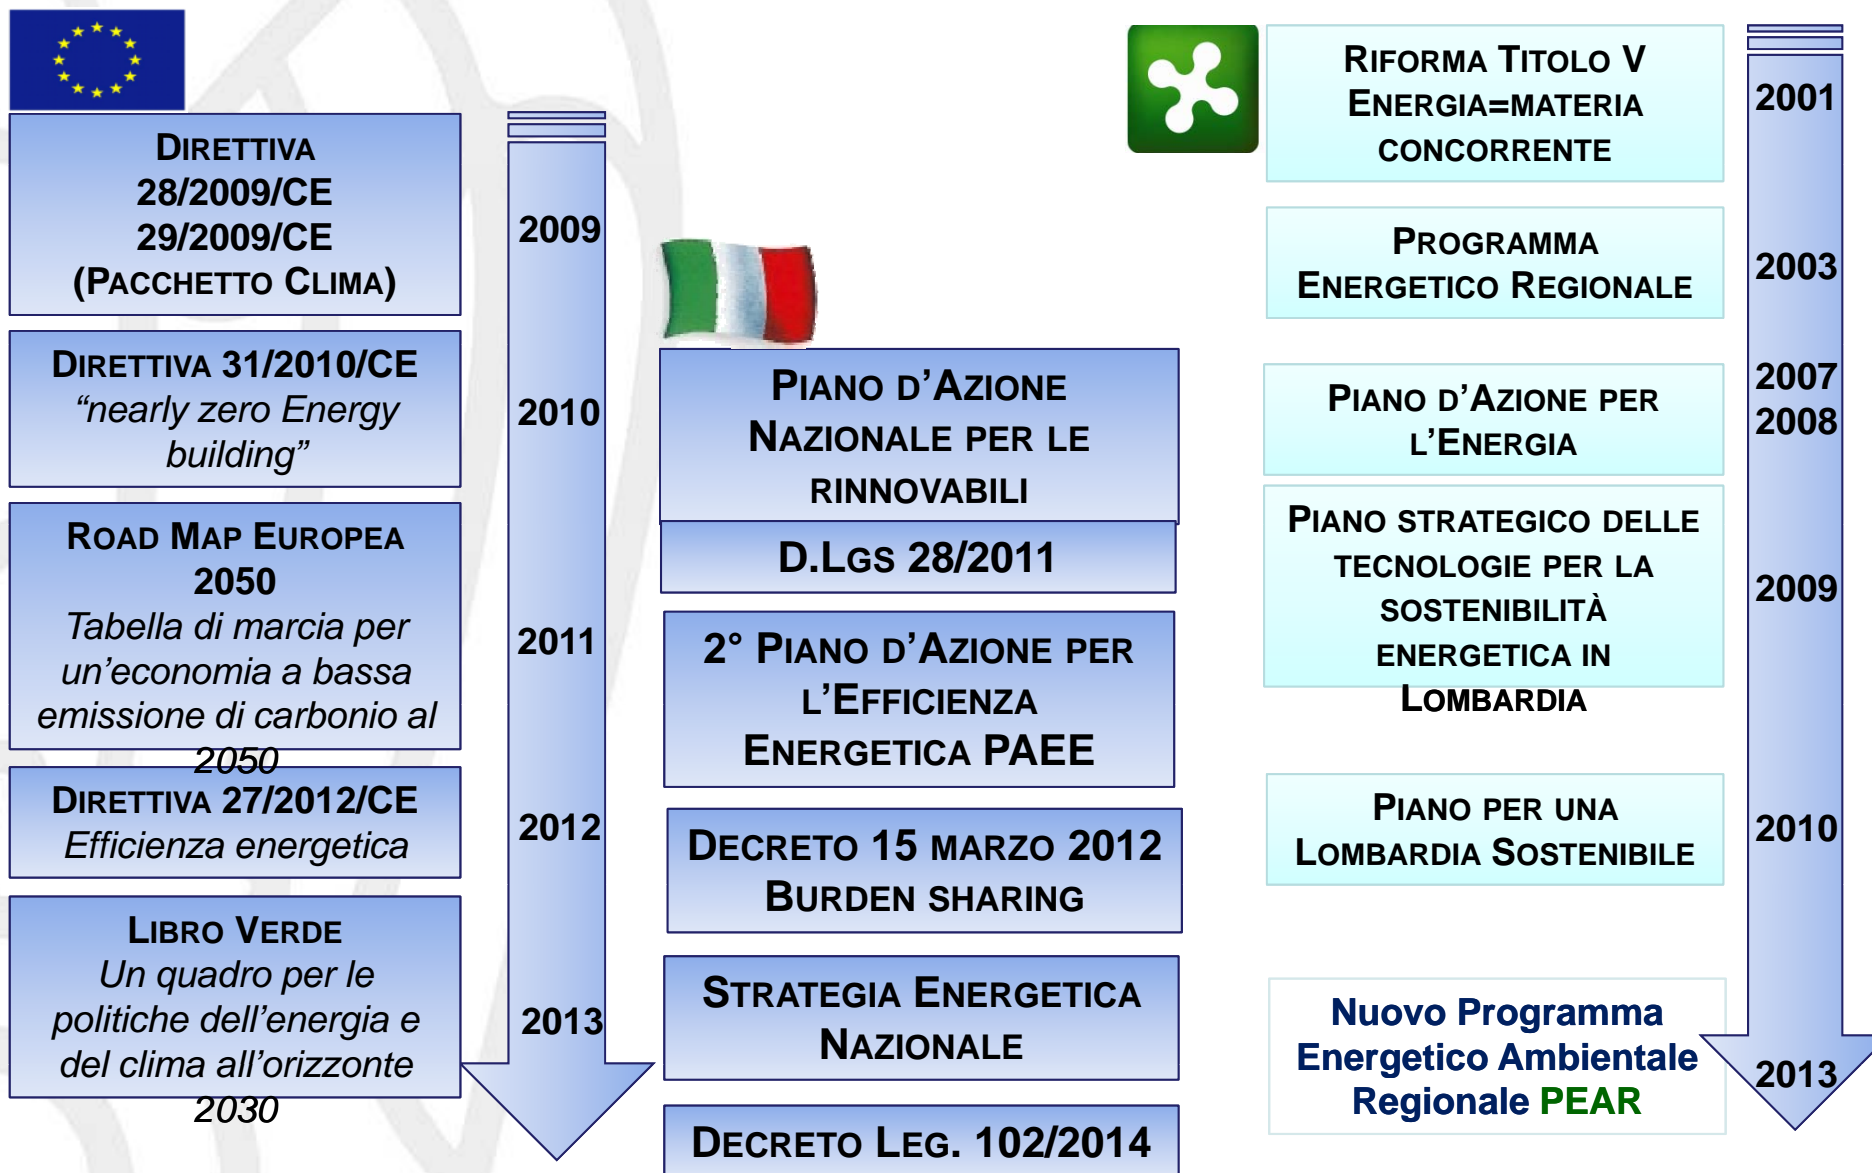 DIRETTIVA
28/2009/CE
29/2009/CE
(PACCHETTO CLIMA)
2009
DIRETTIVA 31/2010/CE
“nearly zero Energy
building”
2010
ROAD MAP EUROPEA
2050
Tabella di marcia per
un’economia a bassa
emissione di carbonio al
2050
2011
DIRETTIVA 27/2012/CE
Efficienza energetica
2012
LIBRO VERDE
Un quadro per le
politiche dell’energia e
del clima all’orizzonte
2030
2013
PIANO D’AZIONE
NAZIONALE PER LE
RINNOVABILI
D.LGS 28/2011
2° PIANO D’AZIONE PER
L’EFFICIENZA
ENERGETICA PAEE
DECRETO 15 MARZO 2012
BURDEN SHARING
STRATEGIA ENERGETICA
NAZIONALE
DECRETO LEG. 102/2014
RIFORMA TITOLO V
ENERGIA=MATERIA
CONCORRENTE
2001
PROGRAMMA
ENERGETICO REGIONALE
2003
PIANO D’AZIONE PER
L’ENERGIA
2007
2008
PIANO STRATEGICO DELLE
TECNOLOGIE PER LA
SOSTENIBILITÀ
ENERGETICA IN
LOMBARDIA
2009
PIANO PER UNA
LOMBARDIA SOSTENIBILE
2010
Nuovo Programma
Energetico Ambientale
Regionale PEAR
2013